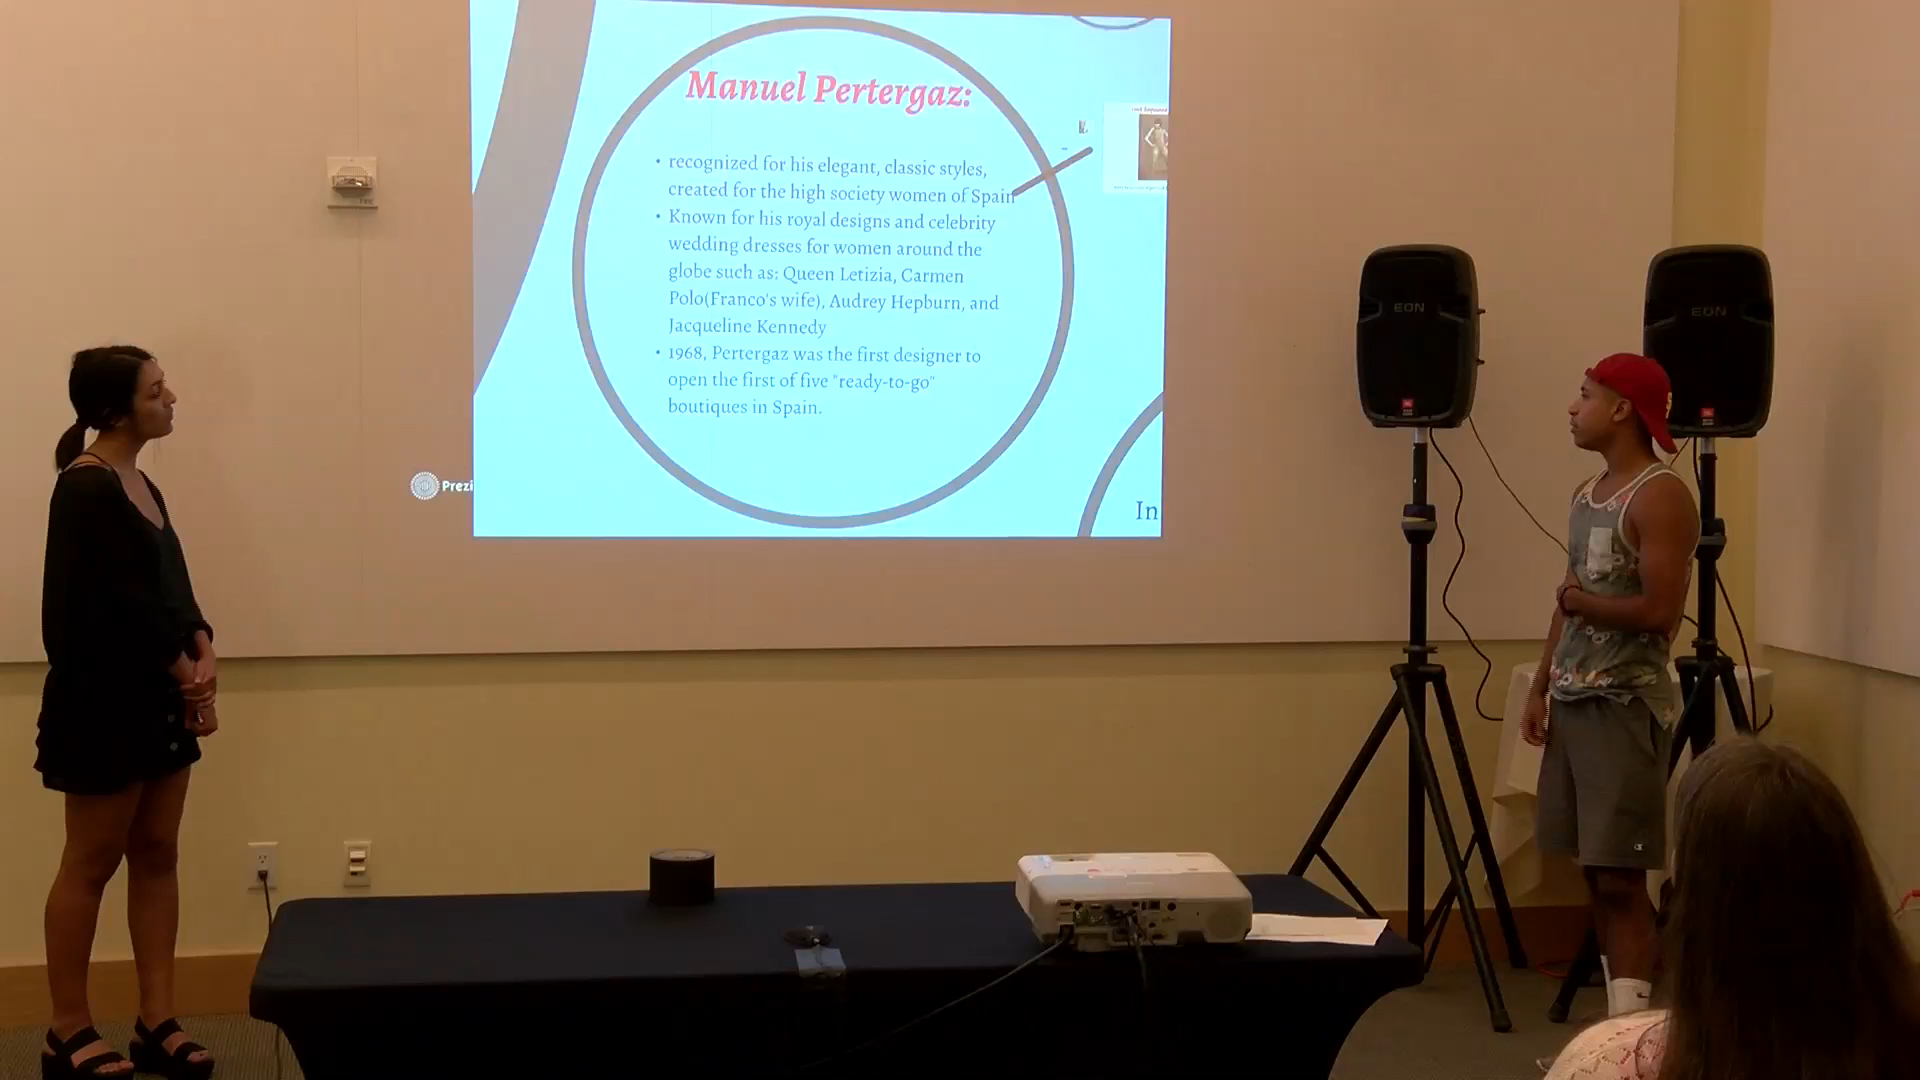 Manuel Pertergaz:
• recognized for his elegant, classic styles,
created for the high society women of Spain
• Known for his royal designs and celebrity
wedding dresses for women around the
globe such as: Queen Letizia, Carmen
Polo(Franco's wife), Audrey Hepburn, and
Jacqueline Kennedy
• 1968, Pertergaz was the first designer to
open the first of five "ready-to-go"
boutiques in Spain.
Prezi
In
EON
EON